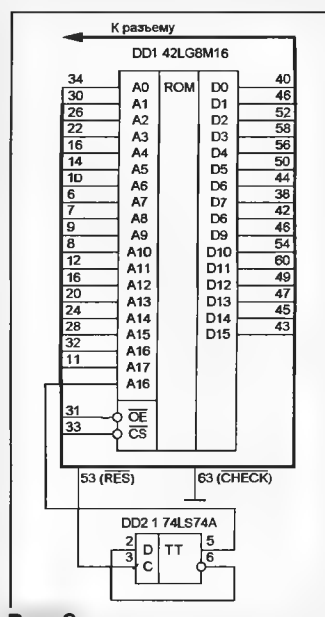 К разъему
DD1 42LG8M16
34 A0 ROM D0 40
30 A1 D1 46
26 A2 D2 52
22 A3 D3 58
16 A4 D4 56
14 A5 D5 50
10 A6 D6 44
6 A7 D7 38
7 A8 D6 42
9 A9 D9 46
8 A10 D10 54
12 A11 D11 60
16 A12 D12 49
20 A13 D13 47
24 A14 D14 45
28 A15 D15 43
32 A16
11 A17
A16
31 OE
33 CS
53 (RES) 63 (CHECK)
DD2 1 74LS74A
2 D TT 5
3 C 6